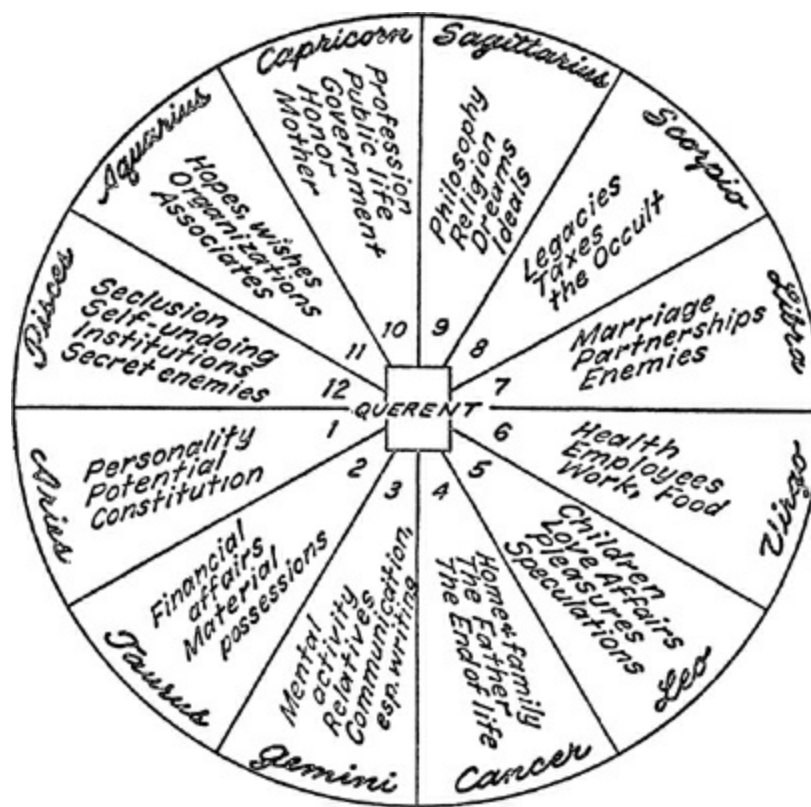 Capricorn
Profession
Public life
Government
Honor
Mother
10
Sagittarius
Philosophy
Religion
Dreams
Ideals
9
Scorpio
Legacies
Taxes
the Occult
8
Libra
Marriage
Partnerships
Enemies
7
Aquarius
Hopes, wishes
Organizations
Associates
11
Pisces
Seclusion
Self-undoing
Institutions
Secret enemies
12
QUERENT
Aries
Personality
Potential
Constitution
1
Taurus
Financial
affairs
Material
possessions
2
Gemini
Mental
activity
Relatives
Communication,
esp. writing
3
Cancer
Home & family
The Father
The End of life
4
Leo
Children
Love Affairs
Pleasures
Speculations
5
Virgo
Health
Employees
Work, Food
6